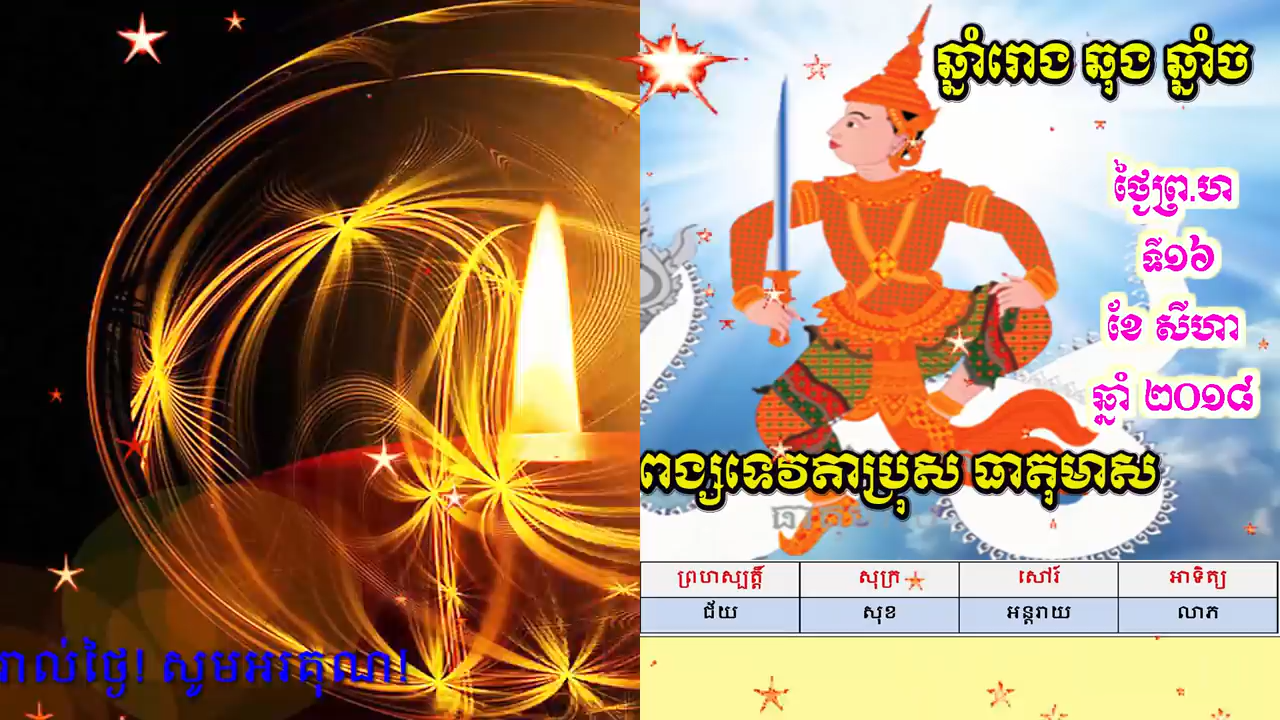 ឆ្នាំរោង ឆុង ឆ្នាំច
ថ្ងៃព្រ.ហ
ទី១៦
ខែ សីហា
ឆ្នាំ ២០១៨
ពង្សទេវតាប្រុស ធាតុមាស
ព្រហស្បត្តិ៍ សុក្រ សៅរ៍ អាទិត្យ
ជ័យ សុខ អន្តរាយ លាភ
រាល់ថ្ងៃ! សូមអរគុណ!